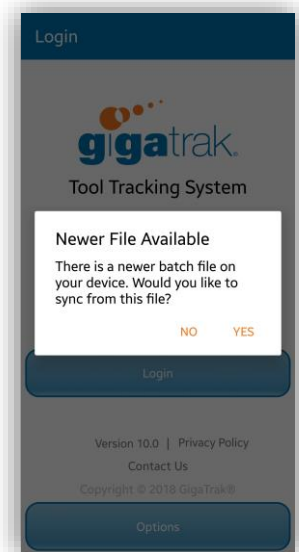 Login
gigatrak®
Tool Tracking System
Newer File Available
There is a newer batch file on
your device. Would you like to
sync from this file?
NO YES
Login
Version 10.0 | Privacy Policy
Contact Us
Copyright © 2018 GigaTrak®
Options